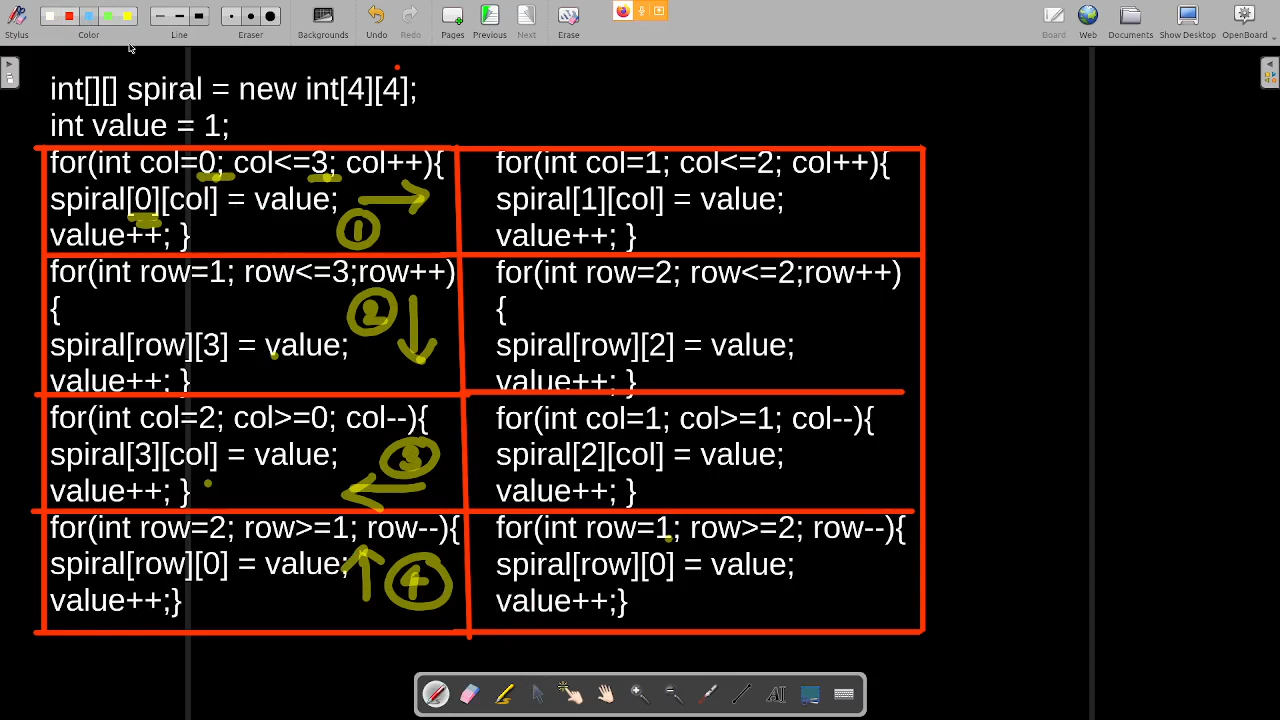 Stylus
Color
Line
Eraser
Backgrounds
Undo
Redo
Pages
Previous
Next
Erase
Board
Web
Documents
Show Desktop
OpenBoard
int[][] spiral = new int[4][4];
int value = 1;
for(int col=0; col<=3; col++){
spiral[0][col] = value;
value++; }
1
for(int row=1; row<=3;row++)
{
spiral[row][3] = value;
value++; }
2
for(int col=2; col>=0; col--){
spiral[3][col] = value;
value++; }
3
for(int row=2; row>=1; row--){
spiral[row][0] = value;
value++;}
4
for(int col=1; col<=2; col++){
spiral[1][col] = value;
value++; }
for(int row=2; row<=2;row++)
{
spiral[row][2] = value;
value++; }
for(int col=1; col>=1; col--){
spiral[2][col] = value;
value++; }
for(int row=1; row>=2; row--){
spiral[row][0] = value;
value++;}
AI